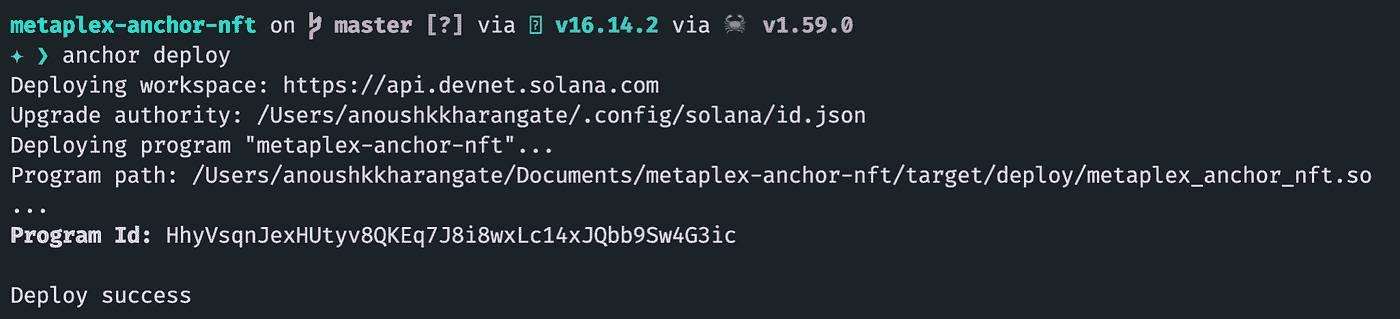 metaplex-anchor-nft on master [?] via v16.14.2 via 🦀 v1.59.0
✦ ❯ anchor deploy
Deploying workspace: https://api.devnet.solana.com
Upgrade authority: /Users/anoushkkharangate/.config/solana/id.json
Deploying program "metaplex-anchor-nft"...
Program path: /Users/anoushkkharangate/Documents/metaplex-anchor-nft/target/deploy/metaplex_anchor_nft.so
...
Program Id: HhyVsqnJexHUtyv8QKEq7J8i8wxLc14xJQbb9Sw4G3ic
Deploy success